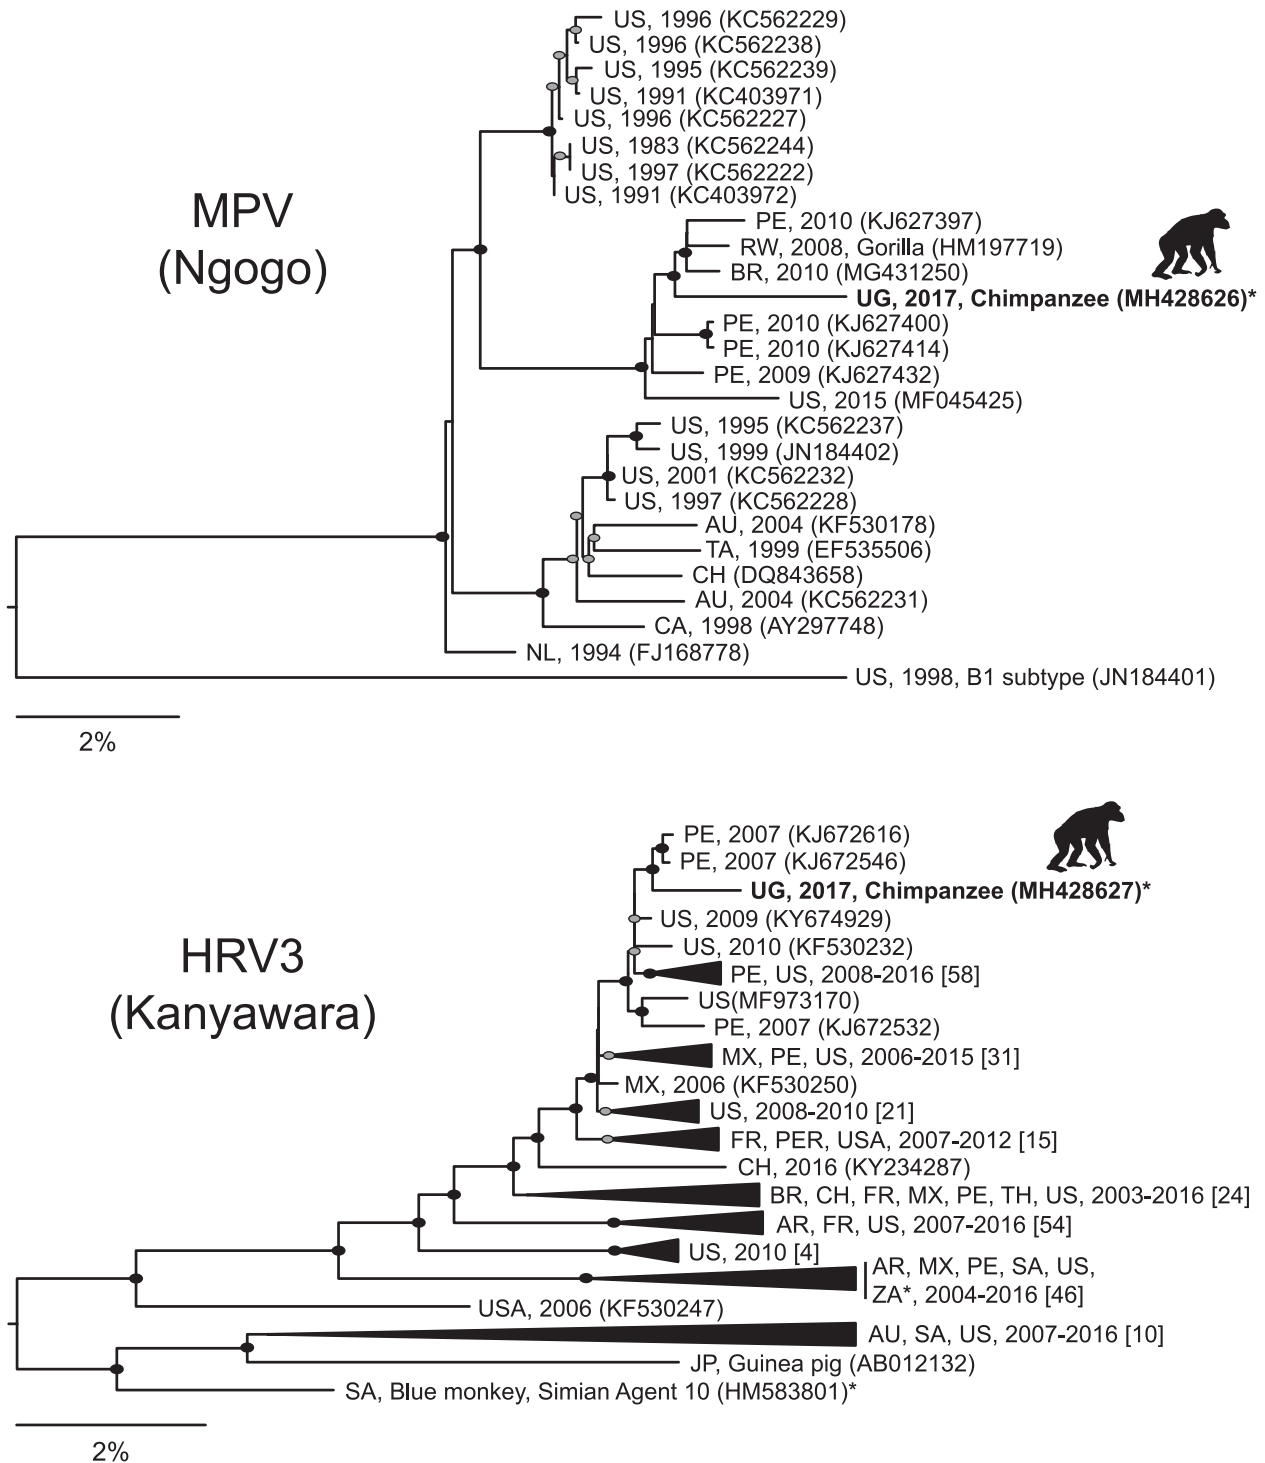 US, 1996 (KC562229)
US, 1996 (KC562238)
US, 1995 (KC562239)
US, 1991 (KC403971)
US, 1996 (KC562227)
US, 1983 (KC562244)
US, 1997 (KC562222)
US, 1991 (KC403972)
MPV
(Ngogo)
PE, 2010 (KJ627397)
RW, 2008, Gorilla (HM197719)
BR, 2010 (MG431250)
UG, 2017, Chimpanzee (MH428626)*
PE, 2010 (KJ627400)
PE, 2010 (KJ627414)
PE, 2009 (KJ627432)
US, 2015 (MF045425)
US, 1995 (KC562237)
US, 1999 (JN184402)
US, 2001 (KC562232)
US, 1997 (KC562228)
AU, 2004 (KF530178)
TA, 1999 (EF535506)
CH (DQ843658)
AU, 2004 (KC562231)
CA, 1998 (AY297748)
NL, 1994 (FJ168778)
US, 1998, B1 subtype (JN184401)
2%
PE, 2007 (KJ672616)
PE, 2007 (KJ672546)
UG, 2017, Chimpanzee (MH428627)*
US, 2009 (KY674929)
US, 2010 (KF530232)
HRV3
(Kanyawara)
PE, US, 2008-2016 [58]
US(MF973170)
PE, 2007 (KJ672532)
MX, PE, US, 2006-2015 [31]
MX, 2006 (KF530250)
US, 2008-2010 [21]
FR, PER, USA, 2007-2012 [15]
CH, 2016 (KY234287)
BR, CH, FR, MX, PE, TH, US, 2003-2016 [24]
AR, FR, US, 2007-2016 [54]
US, 2010 [4]
AR, MX, PE, SA, US,
ZA*, 2004-2016 [46]
USA, 2006 (KF530247)
AU, SA, US, 2007-2016 [10]
JP, Guinea pig (AB012132)
SA, Blue monkey, Simian Agent 10 (HM583801)*
2%